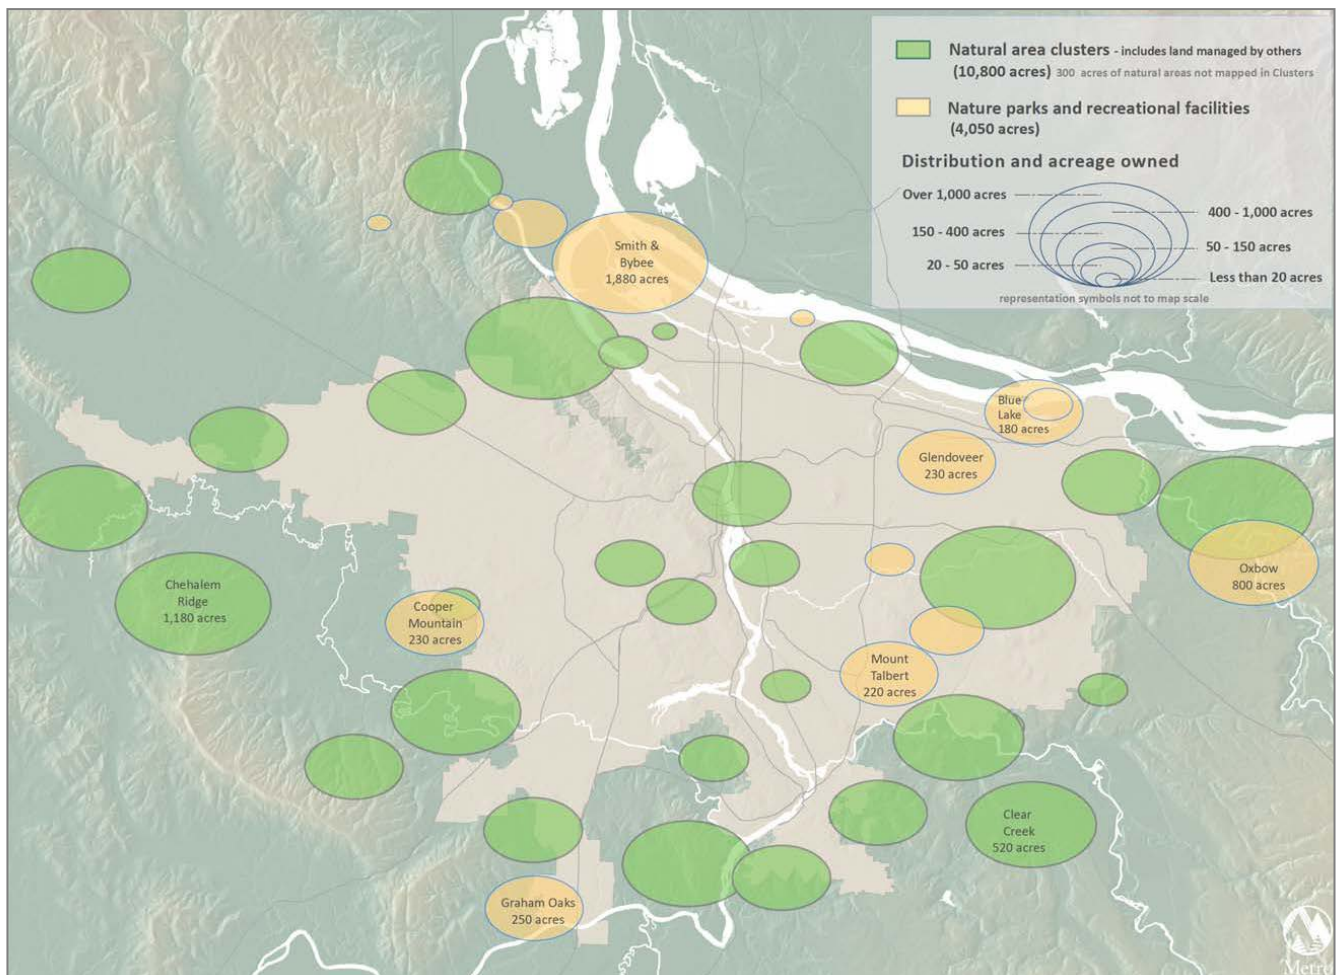 Natural area clusters - includes land managed by others
(10,800 acres) 300 acres of natural areas not mapped in Clusters
Nature parks and recreational facilities
(4,050 acres)
Distribution and acreage owned
Over 1,000 acres
400 - 1,000 acres
150 - 400 acres
50 - 150 acres
20 - 50 acres
Less than 20 acres
representation symbols not to map scale
Smith &
Bybee
1,880 acres
Blue
Lake
180 acres
Glendoveer
230 acres
Oxbow
800 acres
Chehalem
Ridge
1,180 acres
Cooper
Mountain
230 acres
Mount
Talbert
220 acres
Clear
Creek
520 acres
Graham Oaks
250 acres
Metro